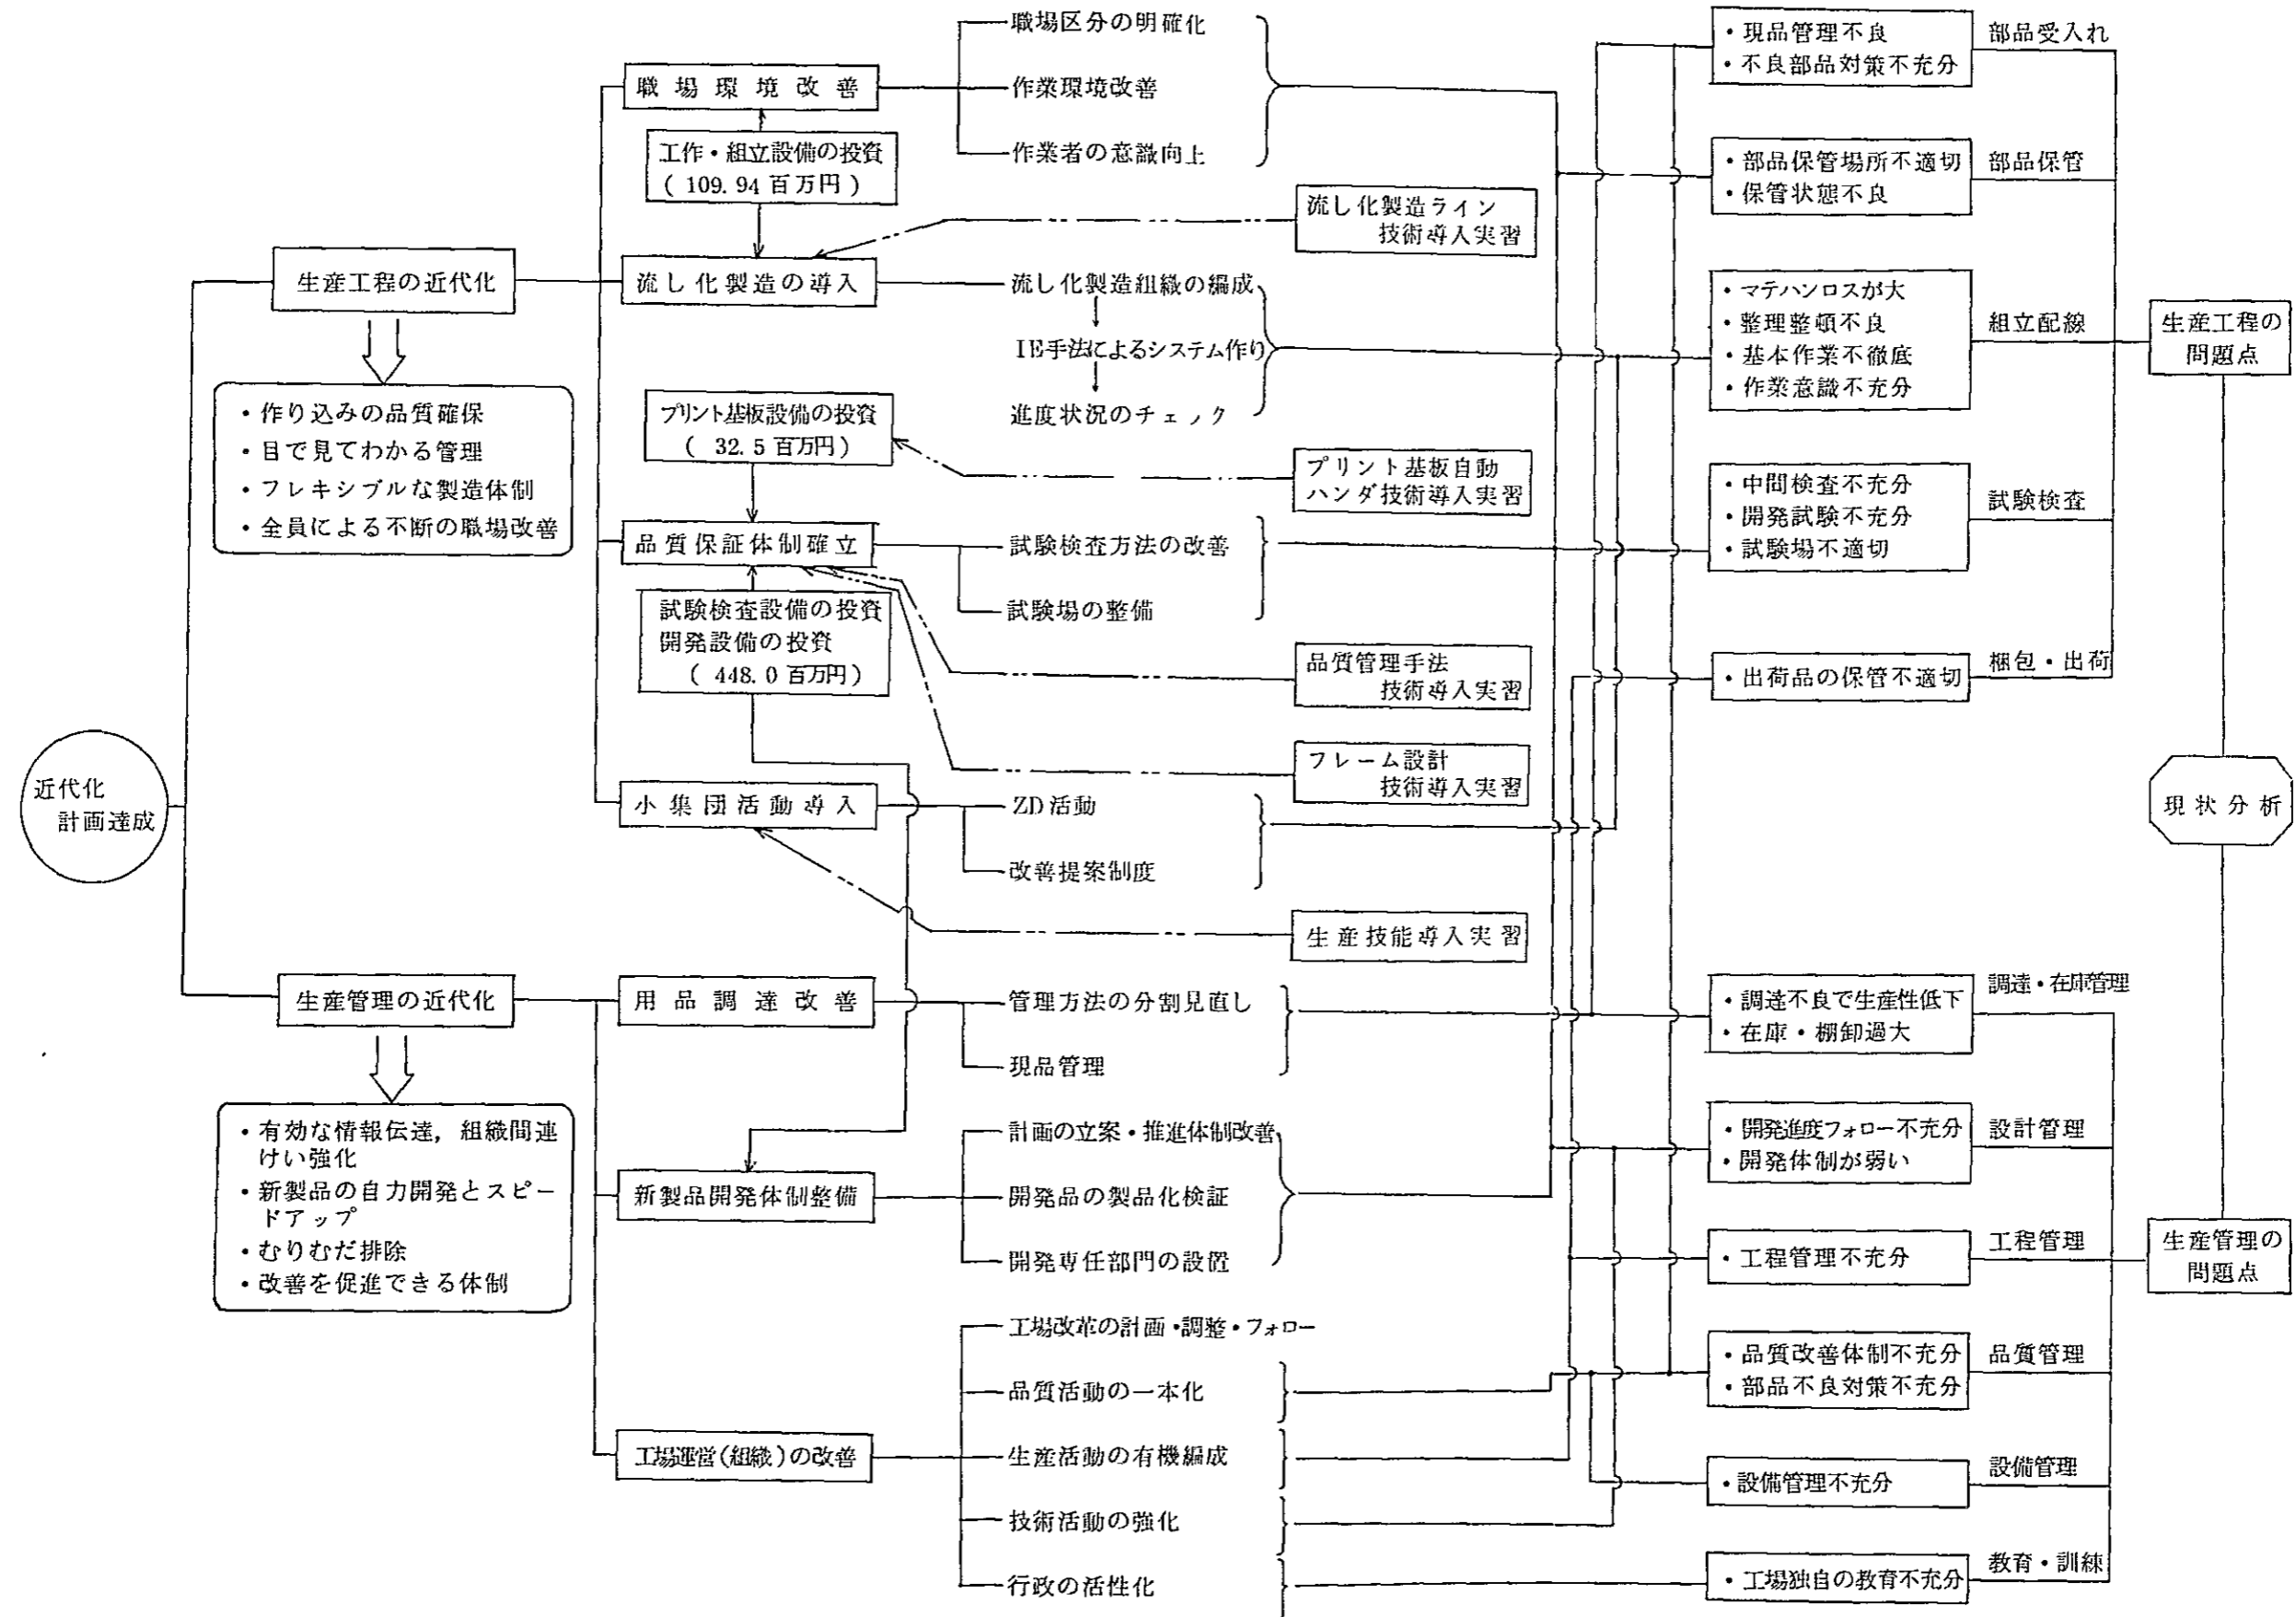 近代化
計画達成
生産工程の近代化
・作り込みの品質確保
・目で見てわかる管理
・フレキシブルな製造体制
・全員による不断の職場改善
生産管理の近代化
・有効な情報伝達，組織間連
けい強化
・新製品の自力開発とスピー
ドアップ
・むりむだ排除
・改善を促進できる体制
職場環境改善
工作・組立設備の投資
( 109.94 百万円 )
流し化製造の導入
プリント基板設備の投資
( 32.5 百万円 )
品質保証体制確立
試験検査設備の投資
開発設備の投資
( 448.0 百万円 )
小集団活動導入
用品調達改善
新製品開発体制整備
工場運営(組織)の改善
職場区分の明確化
作業環境改善
作業者の意識向上
流し化製造ライン
技術導入実習
流し化製造組織の編成
IE手法によるシステム作り
進度状況のチェック
プリント基板自動
ハンダ技術導入実習
試験検査方法の改善
試験場の整備
品質管理手法
技術導入実習
フレーム設計
技術導入実習
ZD活動
改善提案制度
生産技能導入実習
管理方法の分割見直し
現品管理
計画の立案・推進体制改善
開発品の製品化検証
開発専任部門の設置
工場改革の計画・調整・フォロー
品質活動の一本化
生産活動の有機編成
技術活動の強化
行政の活性化
・現品管理不良
・不良部品対策不充分
部品受入れ
・部品保管場所不適切
・保管状態不良
部品保管
・マテハンロスが大
・整理整頓不良
・基本作業不徹底
・作業意識不充分
組立配線
・中間検査不充分
・開発試験不充分
・試験場不適切
試験検査
・出荷品の保管不適切
梱包・出荷
・調達不良で生産性低下
・在庫・棚卸過大
調達・在庫管理
・開発進度フォロー不充分
・開発体制が弱い
設計管理
・工程管理不充分
工程管理
・品質改善体制不充分
・部品不良対策不充分
品質管理
・設備管理不充分
設備管理
・工場独自の教育不充分
教育・訓練
生産工程の
問題点
現状分析
生産管理の
問題点